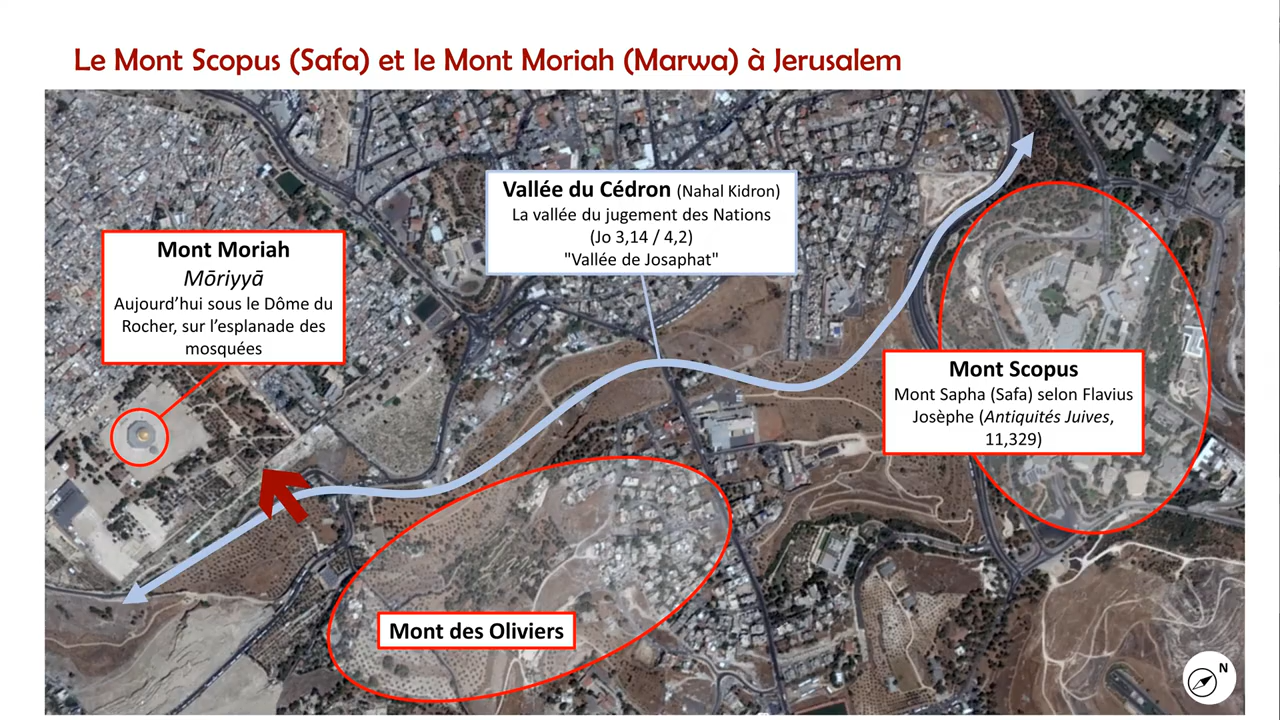 Le Mont Scopus (Safa) et le Mont Moriah (Marwa) à Jerusalem
Vallée du Cédron (Nahal Kidron)
La vallée du jugement des Nations
(Jo 3,14 / 4,2)
"Vallée de Josaphat"
Mont Moriah
Mōriyyā
Aujourd'hui sous le Dôme du
Rocher, sur l'esplanade des
mosquées
Mont Scopus
Mont Sapha (Safa) selon Flavius
Josèphe (Antiquités Juives,
11,329)
Mont des Oliviers
N